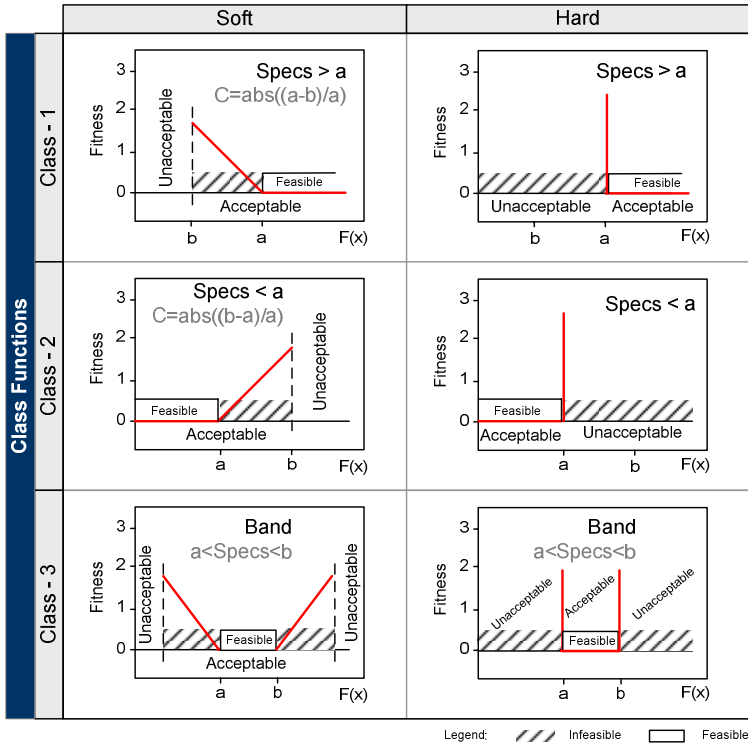 Soft
Hard
Class Functions
Class - 1
Fitness
3
2
1
0
Unacceptable
Specs > a
C=abs((a-b)/a)
Feasible
Acceptable
b
a
F(x)
Fitness
3
2
1
0
Specs > a
Feasible
Unacceptable
Acceptable
b
a
F(x)
Class - 2
Fitness
3
2
1
0
Specs < a
C=abs((b-a)/a)
Unacceptable
Feasible
Acceptable
a
b
F(x)
Fitness
3
2
1
0
Specs < a
Feasible
Acceptable
Unacceptable
a
b
F(x)
Class - 3
Fitness
3
2
1
0
Unacceptable
Band
a<Specs<b
Unacceptable
Feasible
Acceptable
a
b
F(x)
Fitness
3
2
1
0
Band
a<Specs<b
Unacceptable
Acceptable
Unacceptable
Feasible
a
b
F(x)
Legend:
Infeasible
Feasible